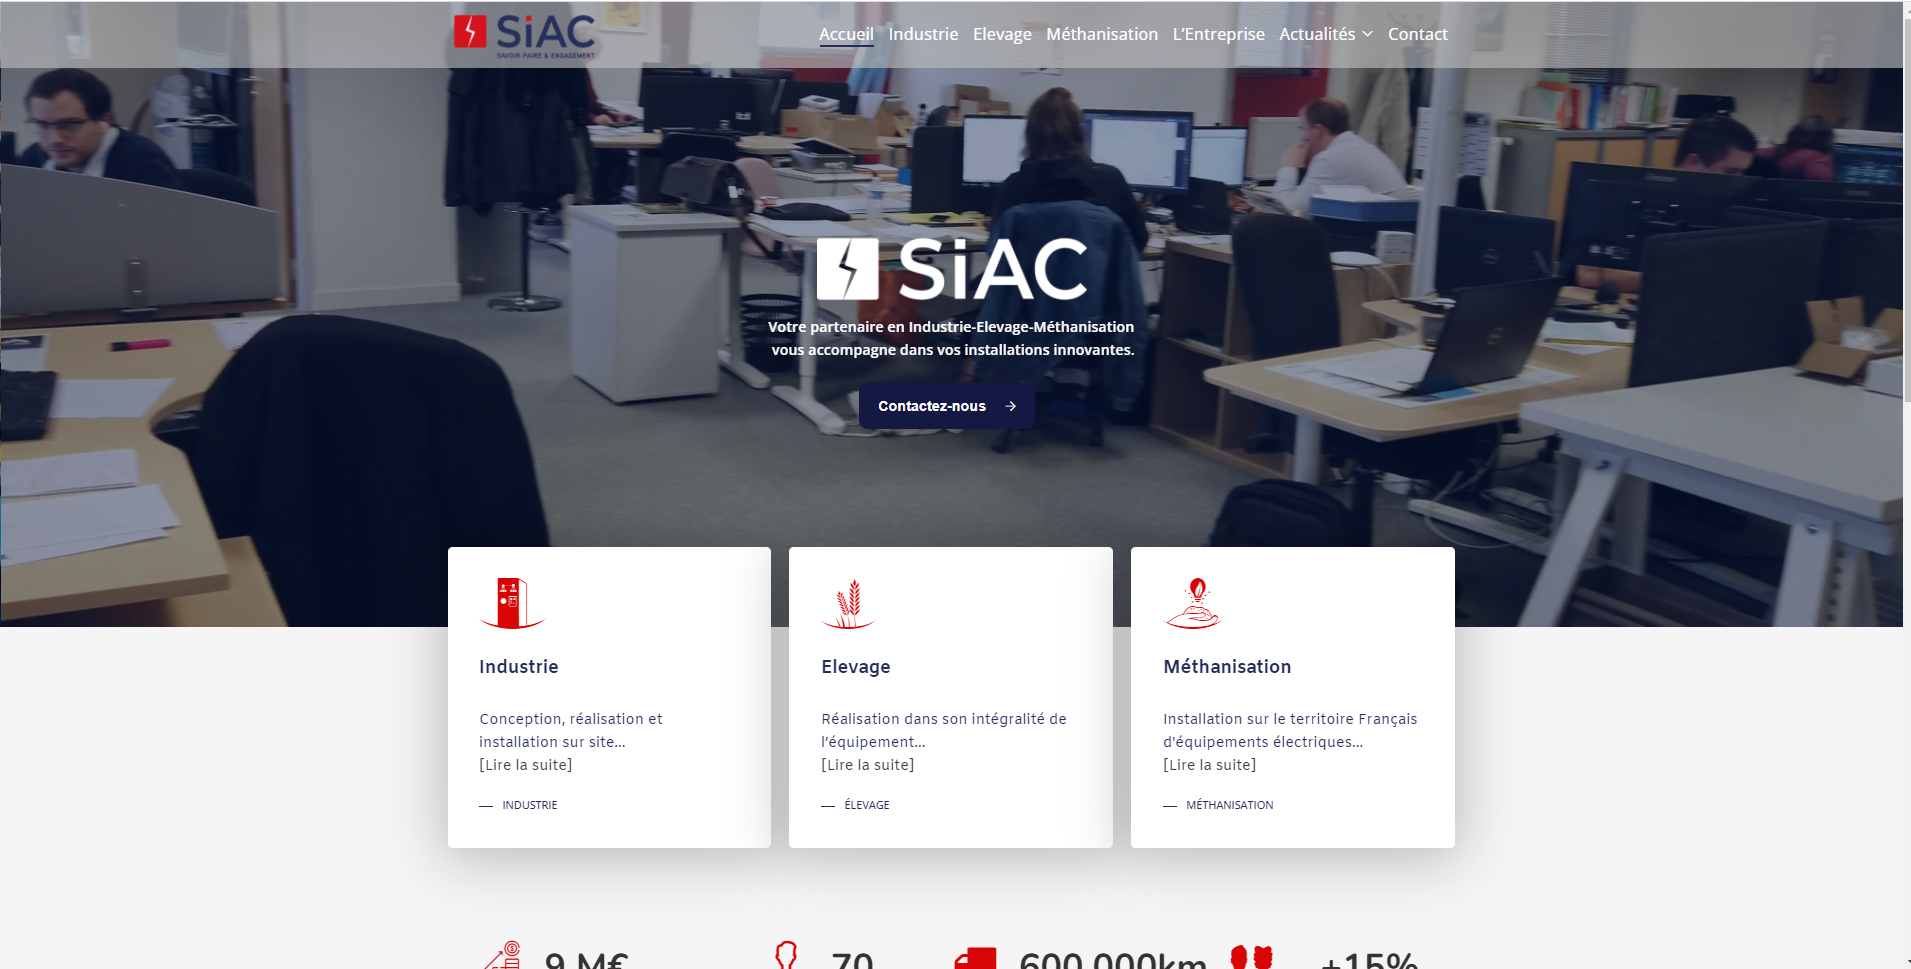 SiAC
SAVOIR-FAIRE & ENGAGEMENT
Accueil Industrie Elevage Méthanisation L’Entreprise Actualités Contact
SiAC
Votre partenaire en Industrie-Elevage-Méthanisation
vous accompagne dans vos installations innovantes.
Contactez-nous
Industrie
Conception, réalisation et
installation sur site...
[Lire la suite]
INDUSTRIE
Elevage
Réalisation dans son intégralité de
l’équipement...
[Lire la suite]
ÉLEVAGE
Méthanisation
Installation sur le territoire Français
d'équipements électriques...
[Lire la suite]
MÉTHANISATION
9 M€ 70 600 000km +15%